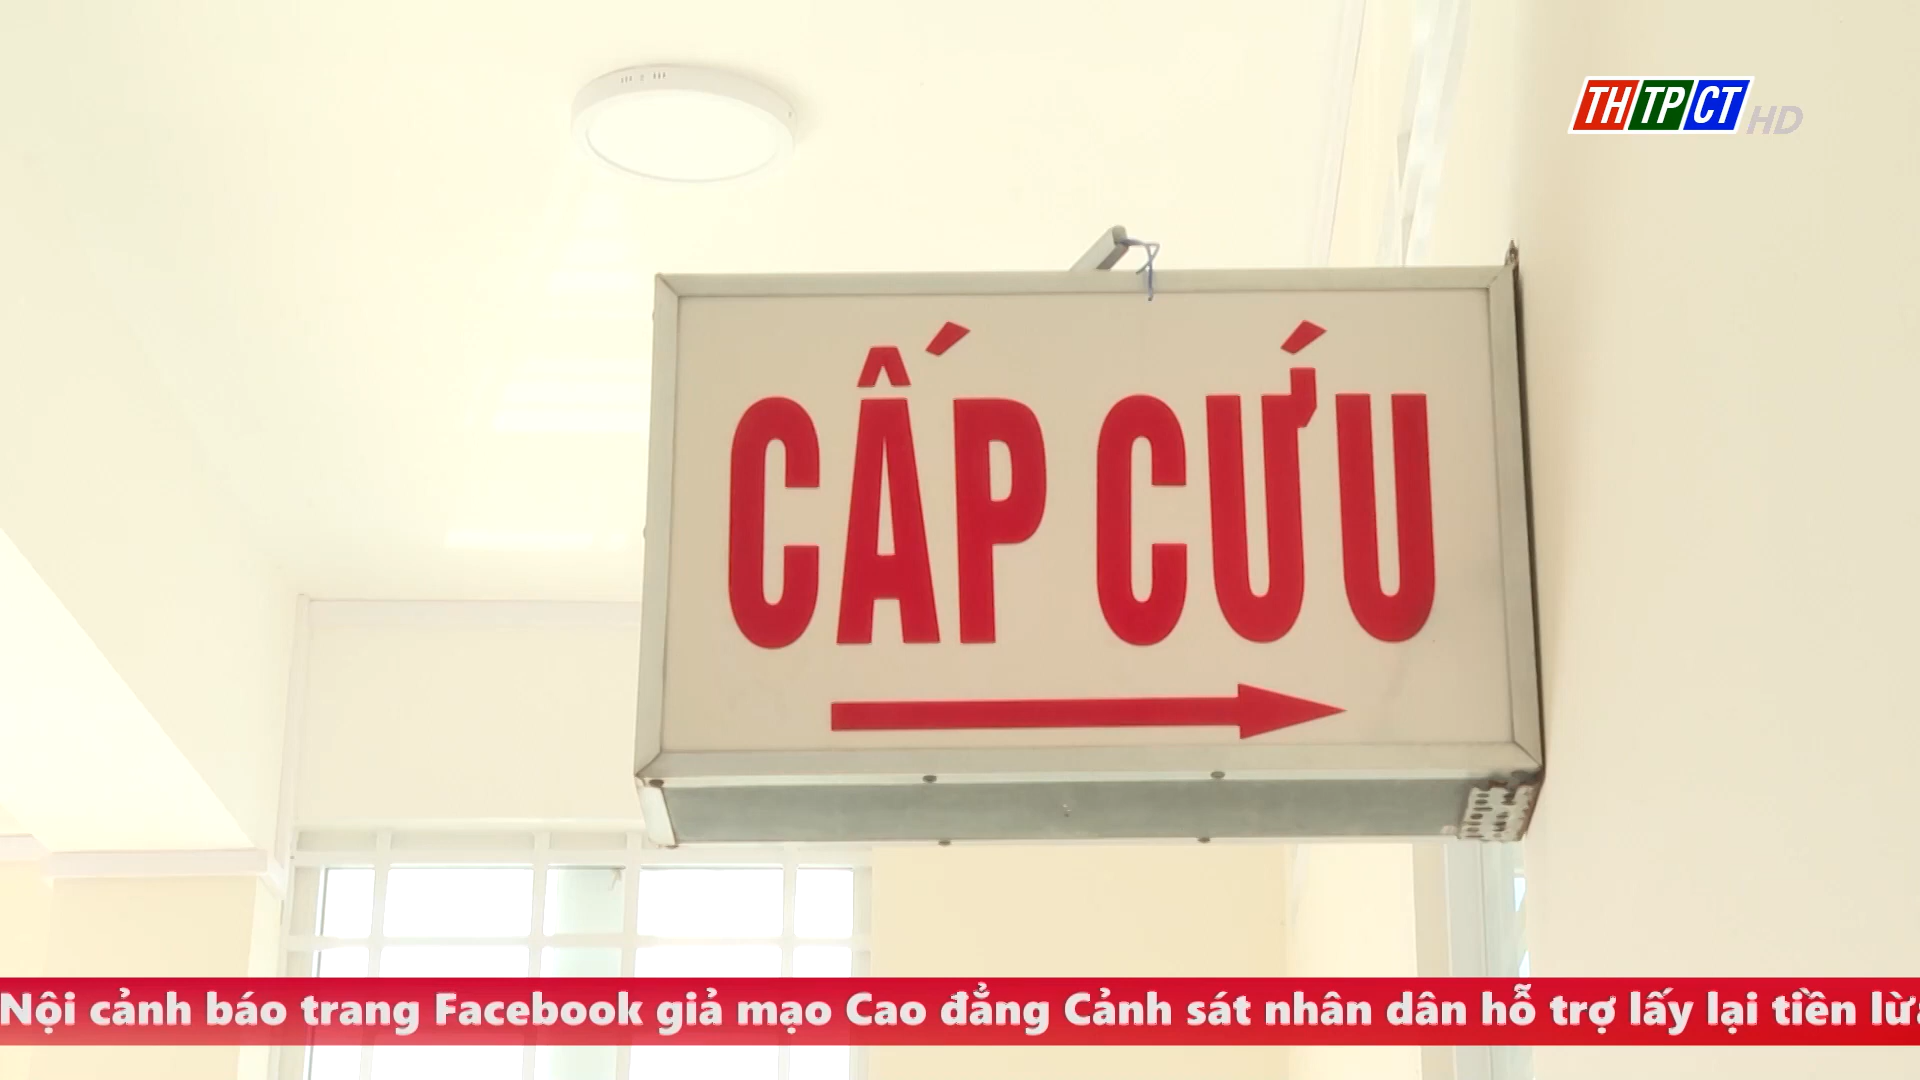 THTPCT HD
CẤP CỨU
Nội cảnh báo trang Facebook giả mạo Cao đẳng Cảnh sát nhân dân hỗ trợ lấy lại tiền